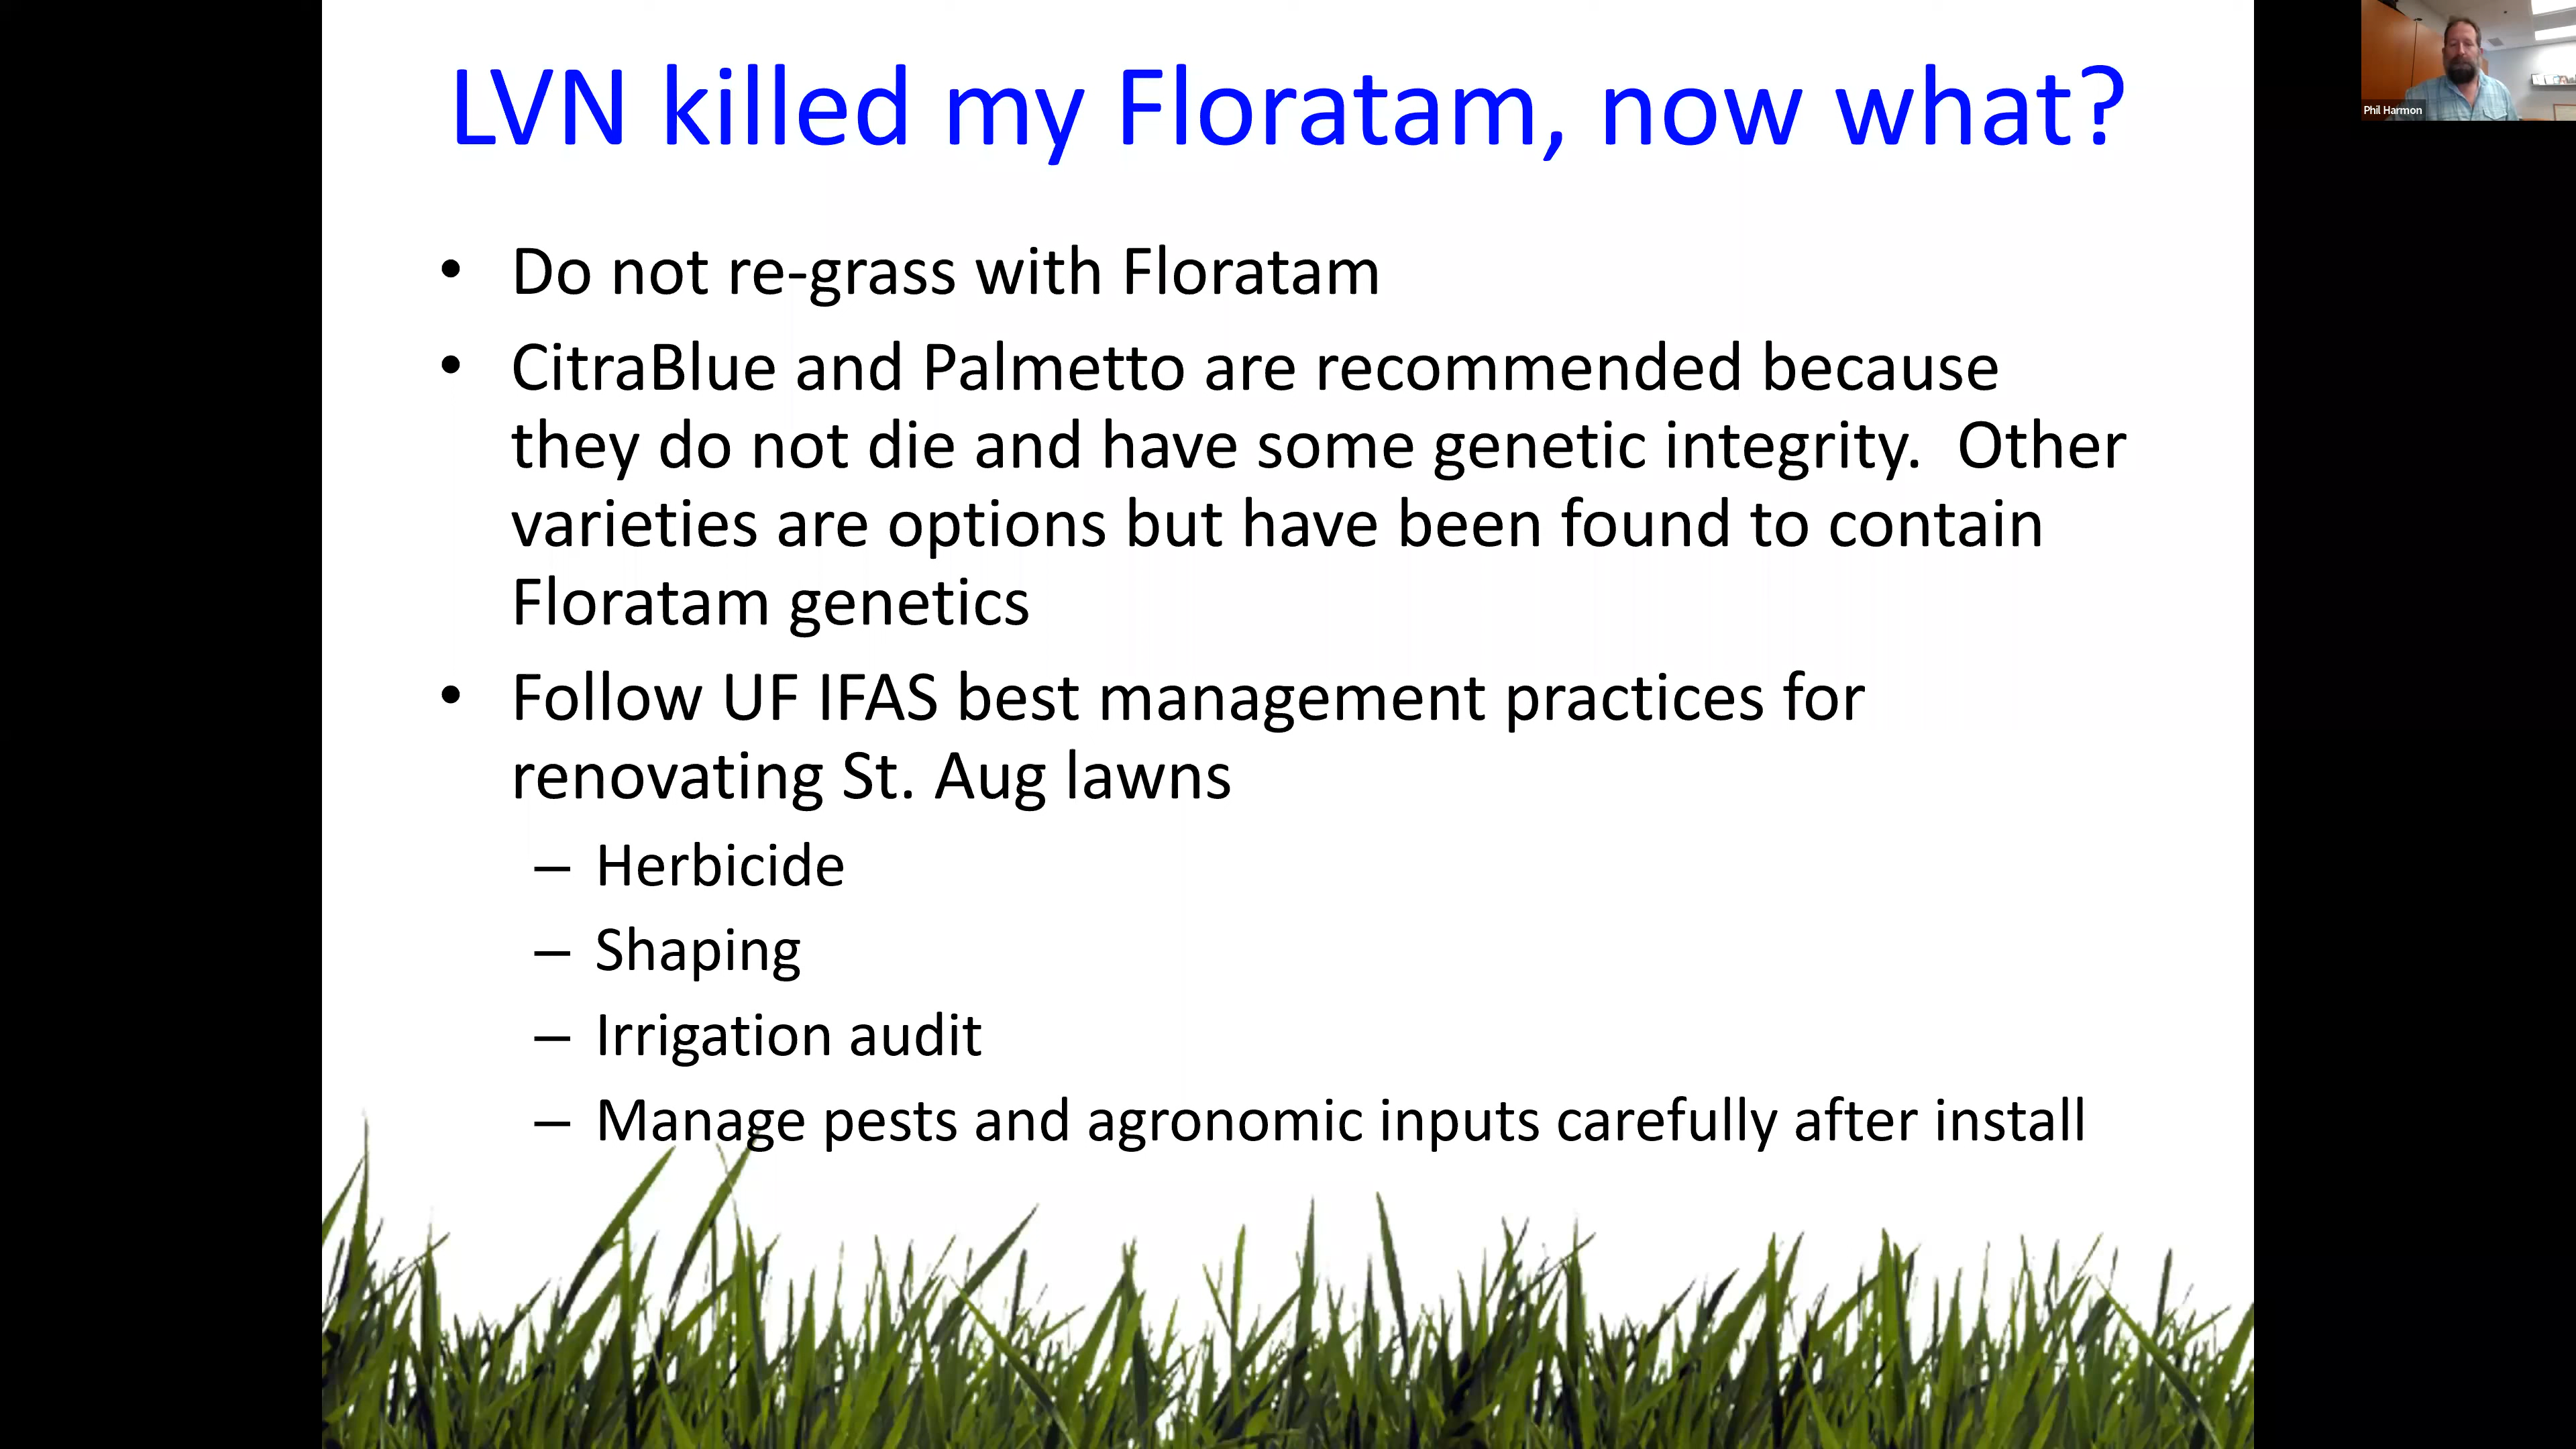 LVN killed my Floratam, now what?
Phil Harmon
• Do not re-grass with Floratam
• CitraBlue and Palmetto are recommended because
they do not die and have some genetic integrity.  Other
varieties are options but have been found to contain
Floratam genetics
• Follow UF IFAS best management practices for
renovating St. Aug lawns
– Herbicide
– Shaping
– Irrigation audit
– Manage pests and agronomic inputs carefully after install